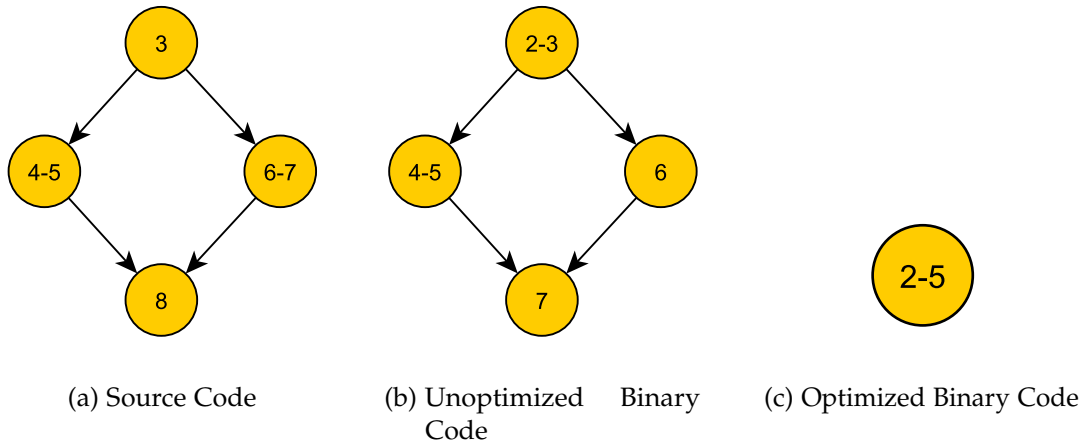 3
2-3
4-5
6-7
4-5
6
8
7
2-5
(a) Source Code
(b) Unoptimized Binary
Code
(c) Optimized Binary Code